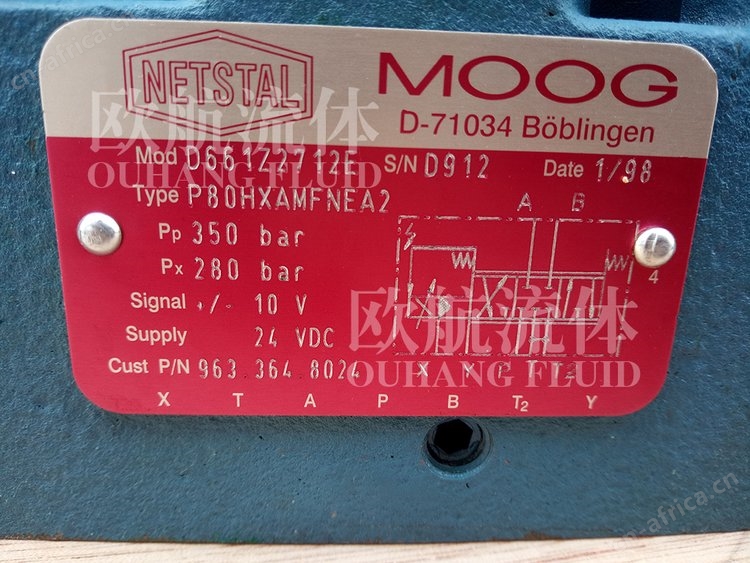 NETSTAL
MOOG
D-71034 Böblingen
欧航流体
OUHANG FLUID
Mod D661Z2712E S/N D912 Date 1/98
Type P80HXAMFNEA2
A B
Pp 350 bar
Px 280 bar
4
Signal +/- 10 V
Supply 24 VDC
欧航流体
OUHANG FLUID
Cust P/N 963.364.8024
X Y P T T2
X T A P B T2 Y